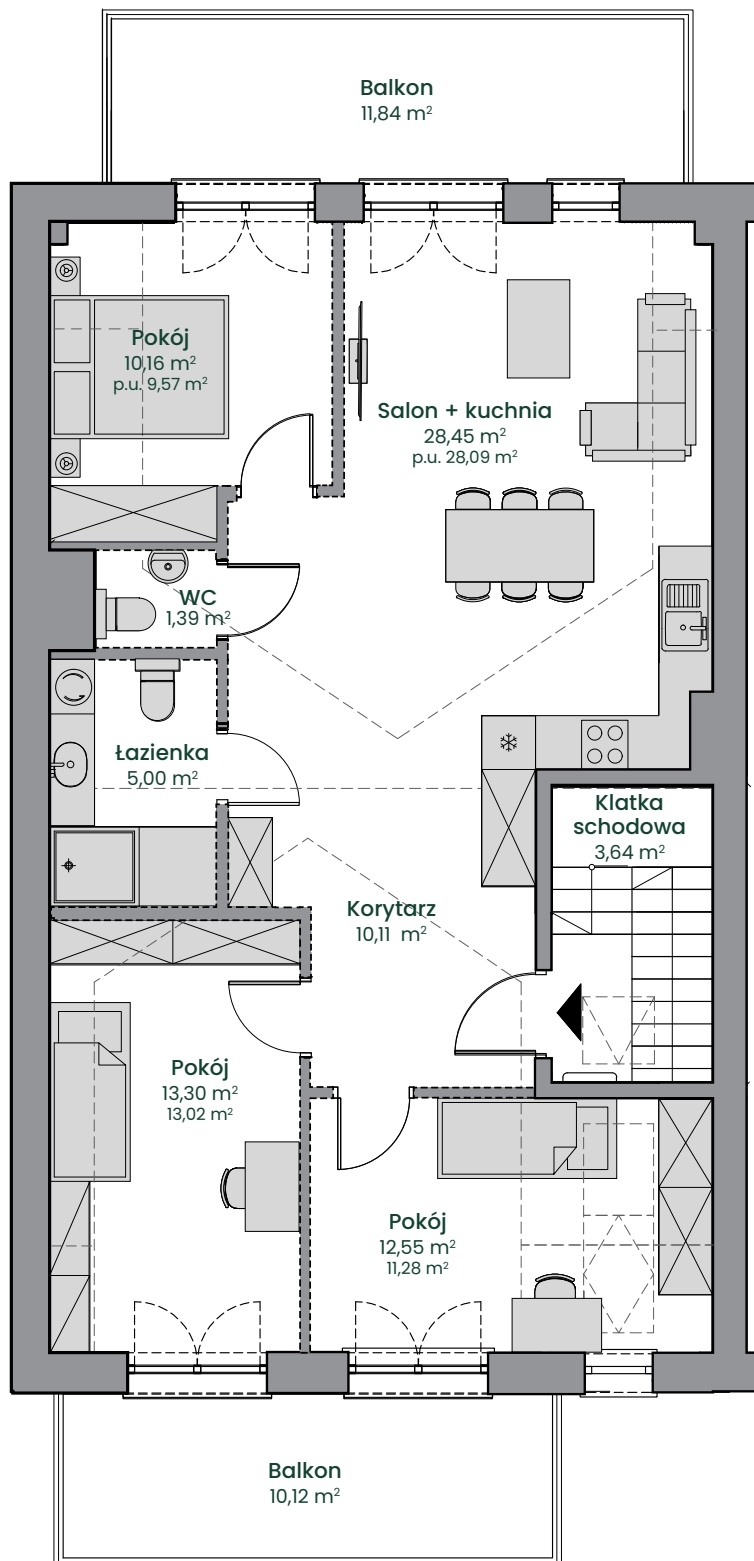 Balkon
11,84 m²
Pokój
10,16 m²
p.u. 9,57 m²
Salon + kuchnia
28,45 m²
p.u. 28,09 m²
WC
1,39 m²
Łazienka
5,00 m²
Klatka
schodowa
3,64 m²
Korytarz
10,11 m²
Pokój
13,30 m²
13,02 m²
Pokój
12,55 m²
11,28 m²
Balkon
10,12 m²